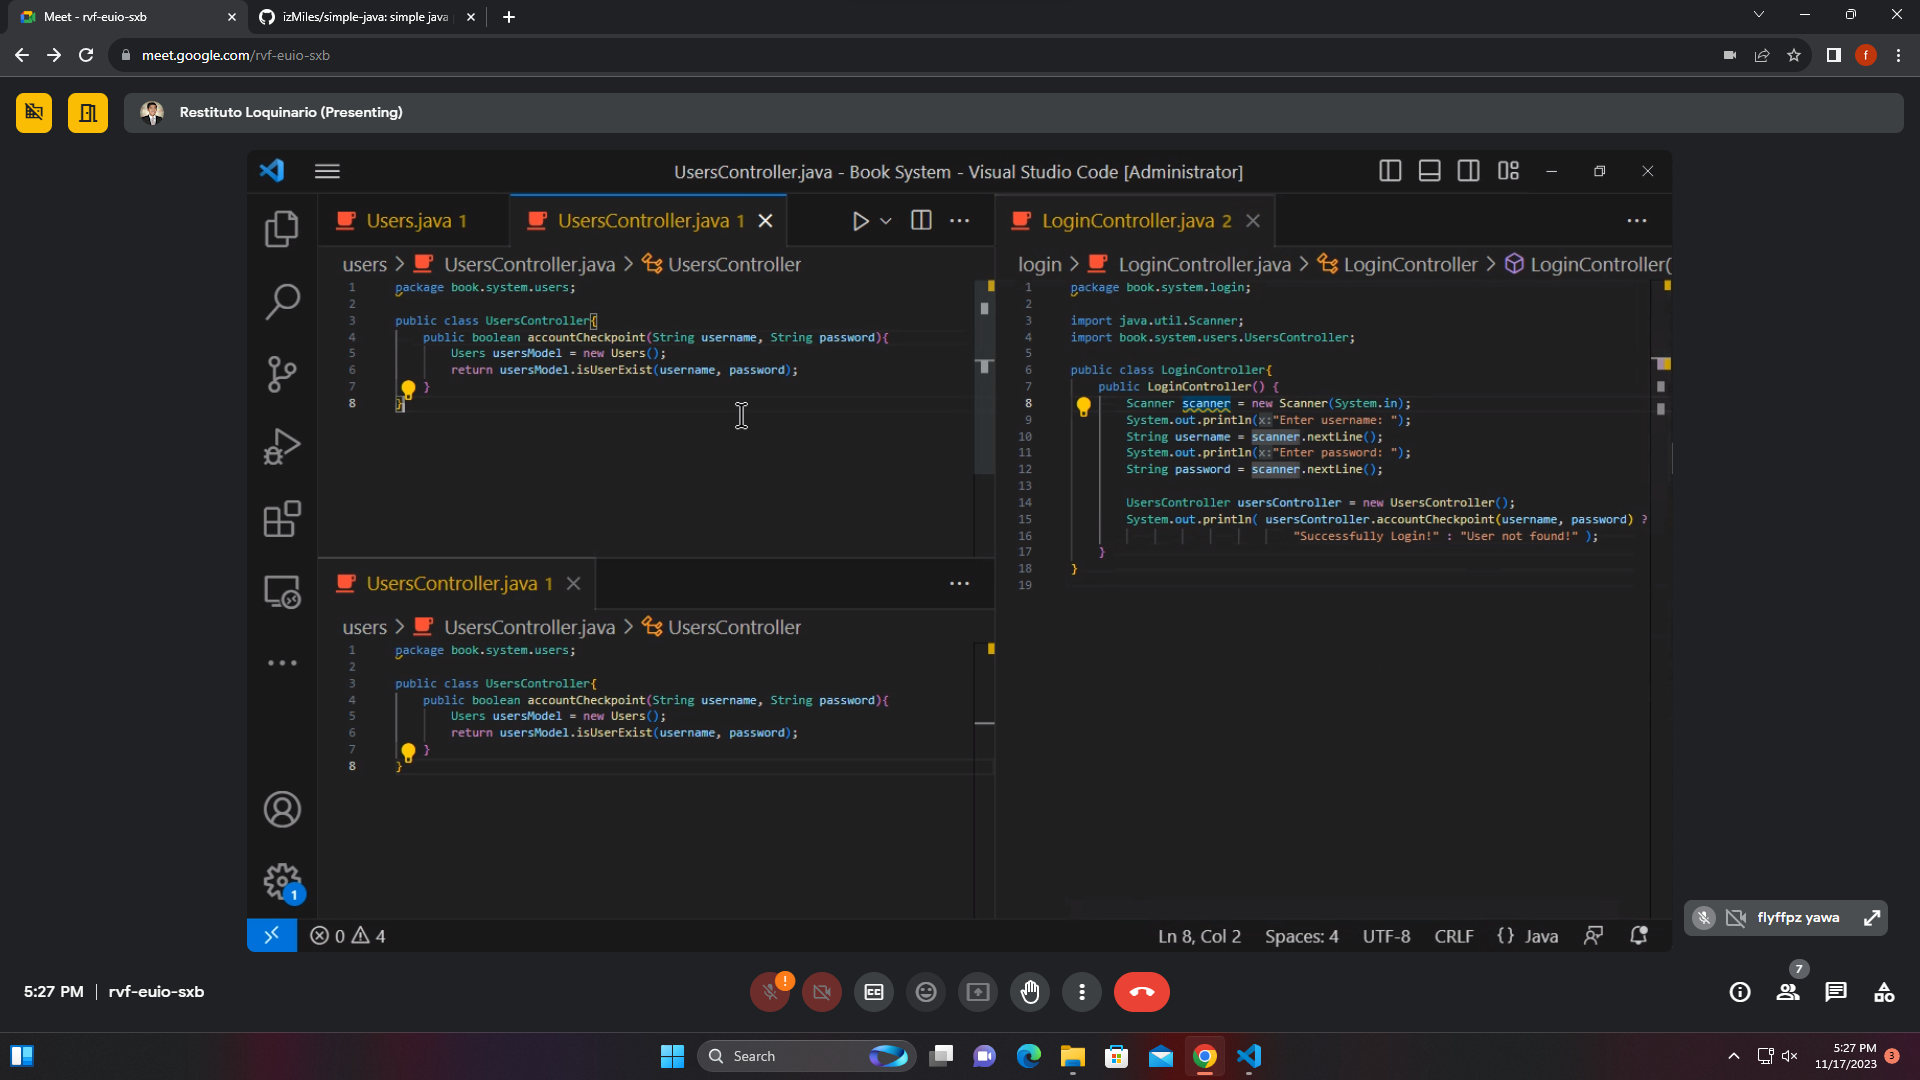 Meet - rvf-euio-sxb
izMiles/simple-java: simple java
meet.google.com/rvf-euio-sxb
f
Restituto Loquinario (Presenting)
UsersController.java - Book System - Visual Studio Code [Administrator]
Users.java 1
UsersController.java 1
users > UsersController.java > UsersController
1 package book.system.users;
2
3 public class UsersController{
4 public boolean accountCheckpoint(String username, String password){
5 Users usersModel = new Users();
6 return usersModel.isUserExist(username, password);
7 }
8 }
UsersController.java 1
users > UsersController.java > UsersController
1 package book.system.users;
2
3 public class UsersController{
4 public boolean accountCheckpoint(String username, String password){
5 Users usersModel = new Users();
6 return usersModel.isUserExist(username, password);
7 }
8 }
LoginController.java 2
login > LoginController.java > LoginController > LoginController(
1 package book.system.login;
2
3 import java.util.Scanner;
4 import book.system.users.UsersController;
5
6 public class LoginController{
7 public LoginController() {
8 Scanner scanner = new Scanner(System.in);
9 System.out.println(x:"Enter username: ");
10 String username = scanner.nextLine();
11 System.out.println(x:"Enter password: ");
12 String password = scanner.nextLine();
13
14 UsersController usersController = new UsersController();
15 System.out.println( usersController.accountCheckpoint(username, password) ?
16 "Successfully Login!" : "User not found!" );
17 }
18 }
19
1
0 4
Ln 8, Col 2 Spaces: 4 UTF-8 CRLF {} Java
flyffpz yawa
5:27 PM | rvf-euio-sxb
!
7
Search
5:27 PM
11/17/2023
3